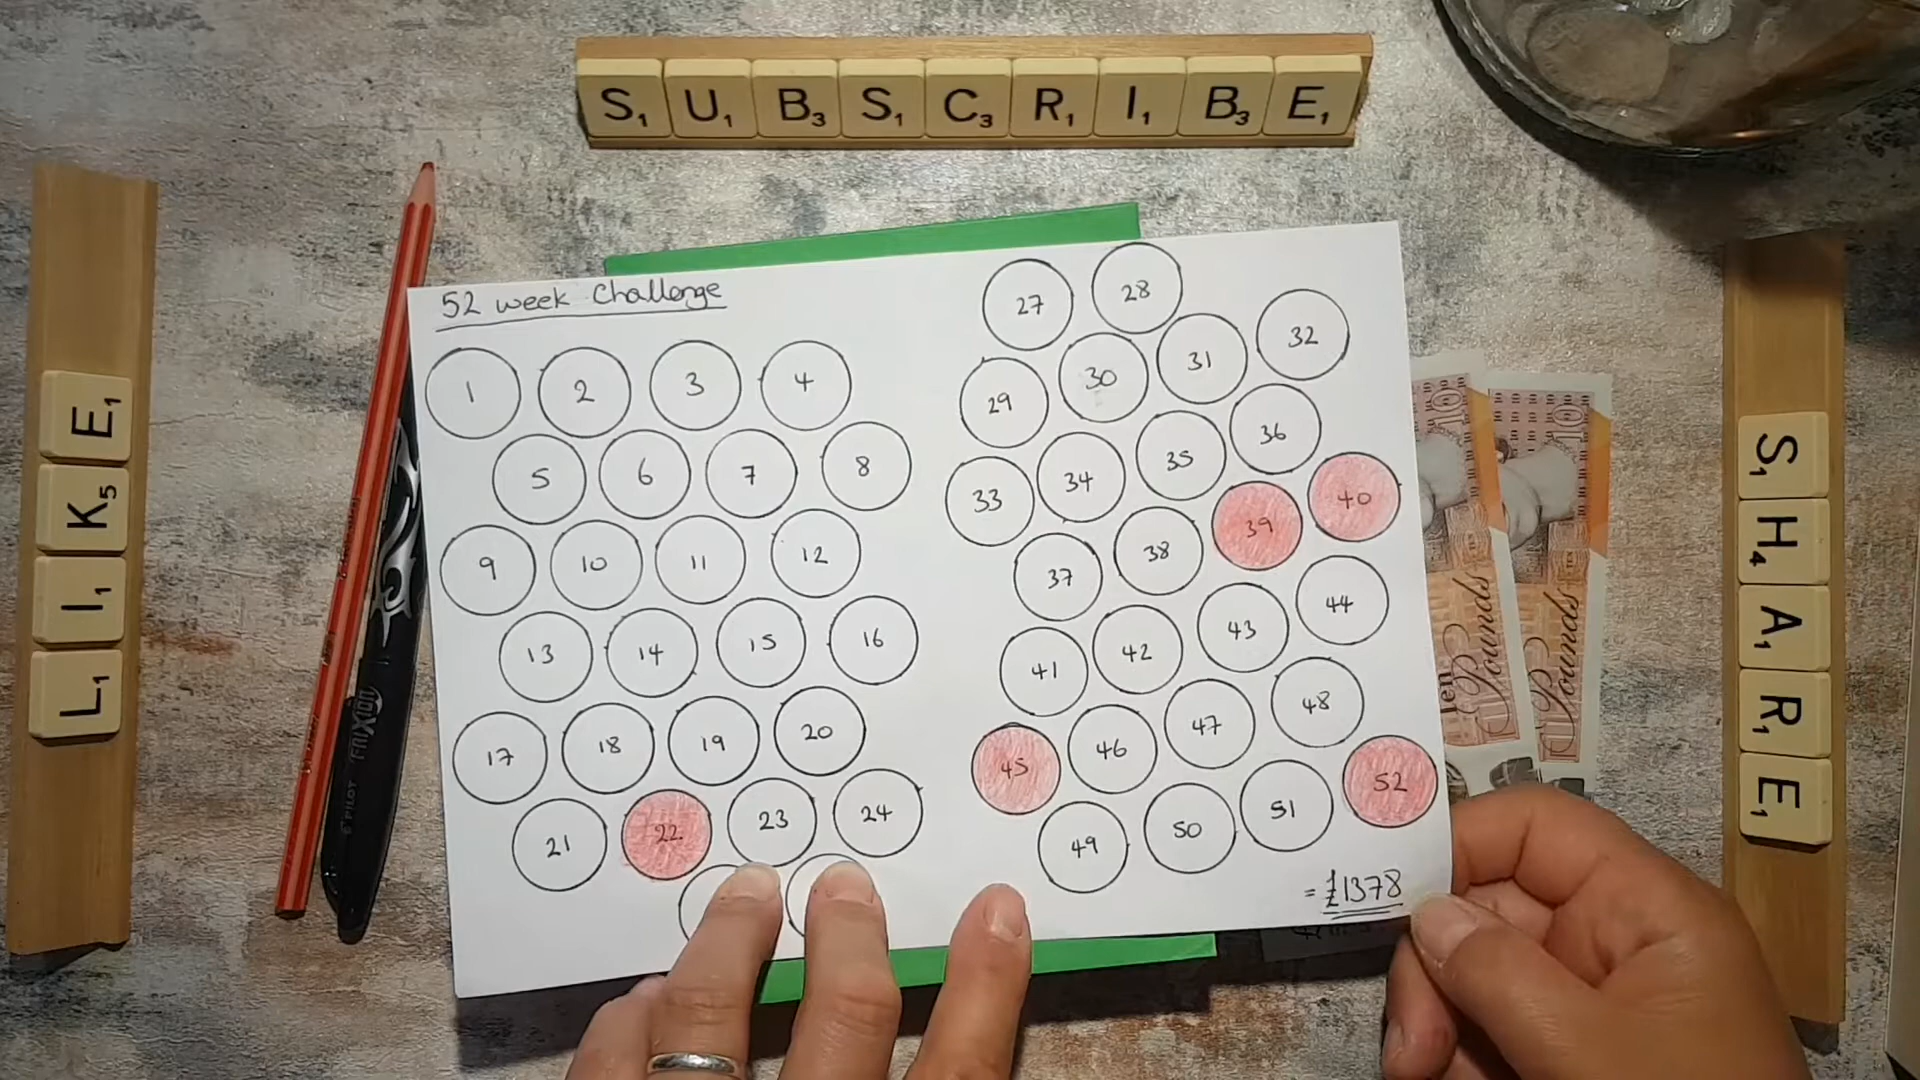 SUBSCRIBE
LIKE
SHARE
52 week Challenge
1 2 3 4
5 6 7 8
9 10 11 12
13 14 15 16
17 18 19 20
21 22 23 24
27 28
29 30 31 32
33 34 35 36
37 38 39 40
41 42 43 44
45 46 47 48
49 50 51 52
= £1378
PILOT FRIXION
Ten Pounds
Pounds